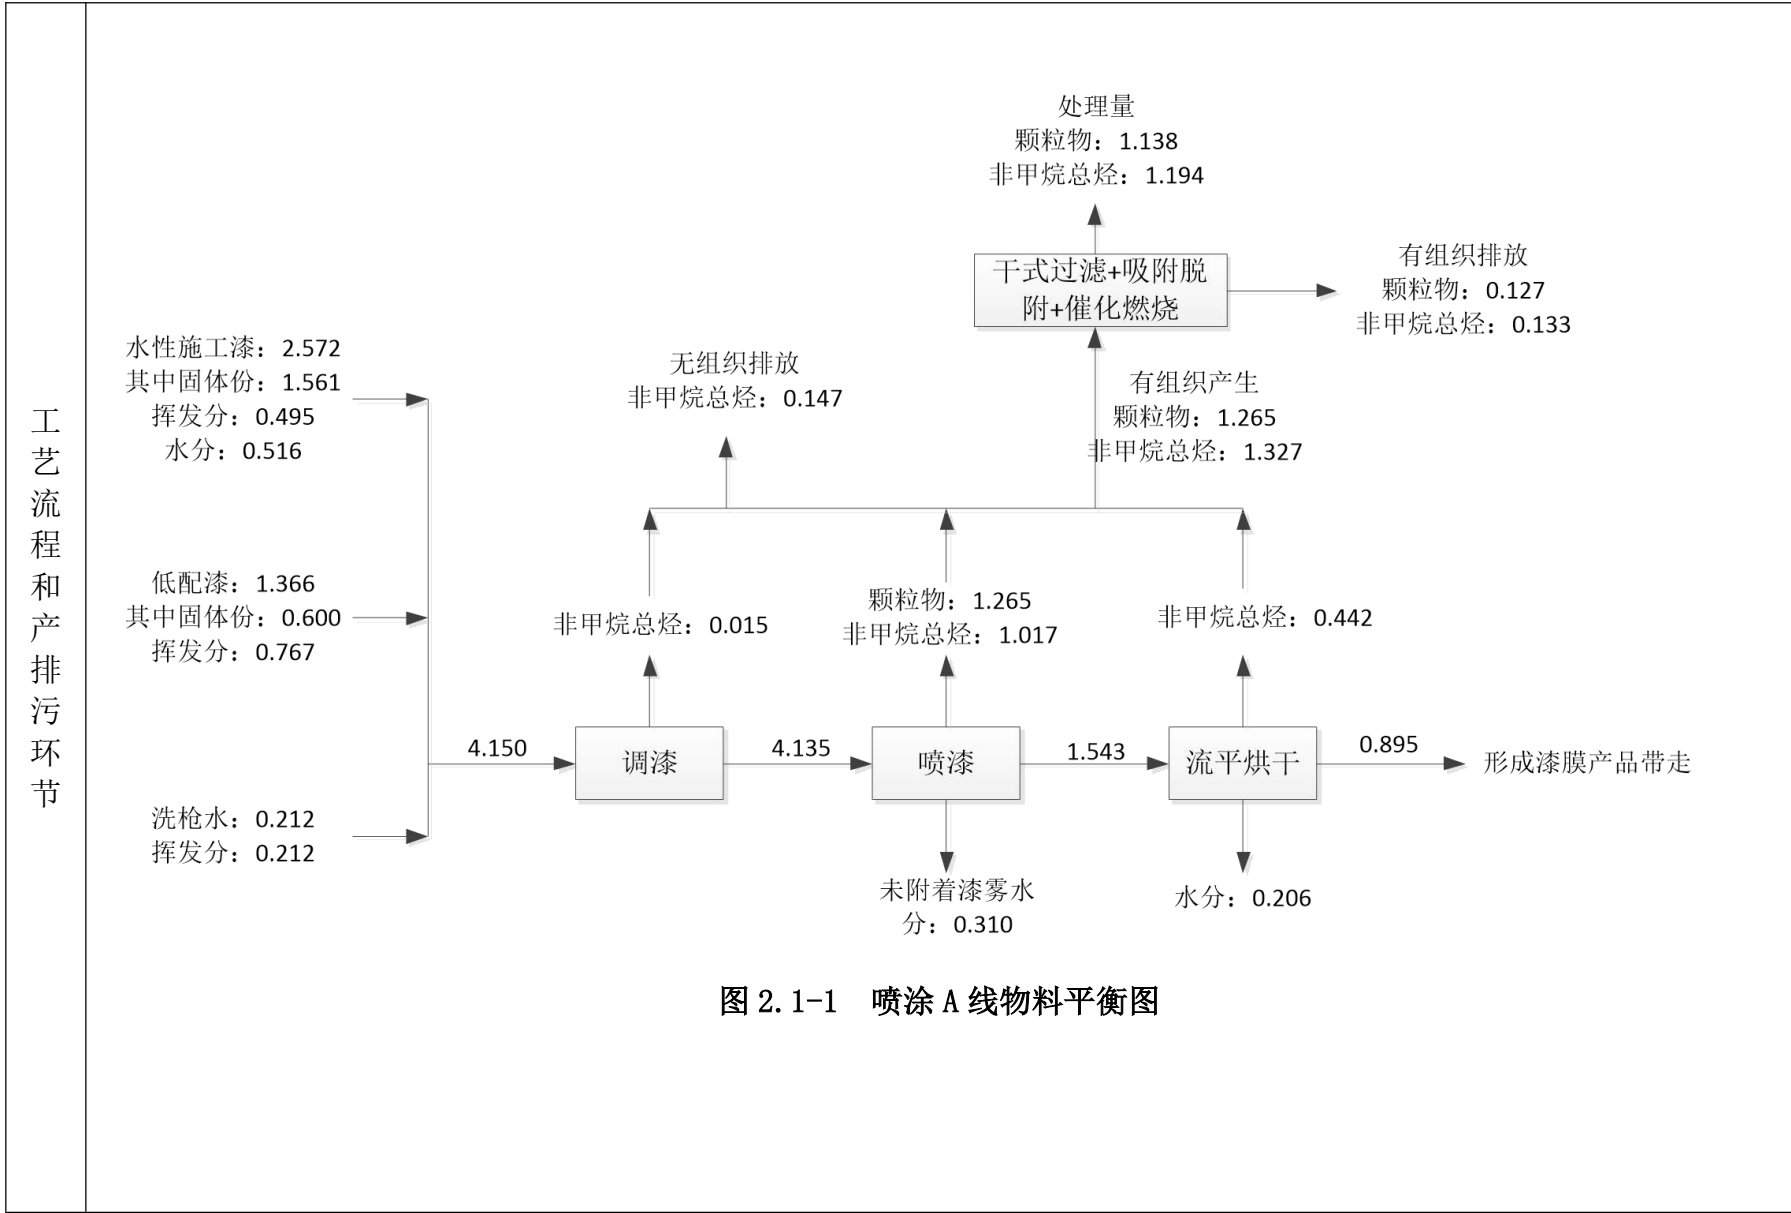 工
艺
流
程
和
产
排
污
环
节
处理量
颗粒物：1.138
非甲烷总烃：1.194
干式过滤+吸附脱
附+催化燃烧
有组织排放
颗粒物：0.127
非甲烷总烃：0.133
水性施工漆：2.572
其中固体份：1.561
挥发分：0.495
水分：0.516
无组织排放
非甲烷总烃：0.147
有组织产生
颗粒物：1.265
非甲烷总烃：1.327
低配漆：1.366
其中固体份：0.600
挥发分：0.767
非甲烷总烃：0.015
颗粒物：1.265
非甲烷总烃：1.017
非甲烷总烃：0.442
4.150
调漆
4.135
喷漆
1.543
流平烘干
0.895
形成漆膜产品带走
洗枪水：0.212
挥发分：0.212
未附着漆雾水
分：0.310
水分：0.206
图 2.1-1 喷涂 A 线物料平衡图